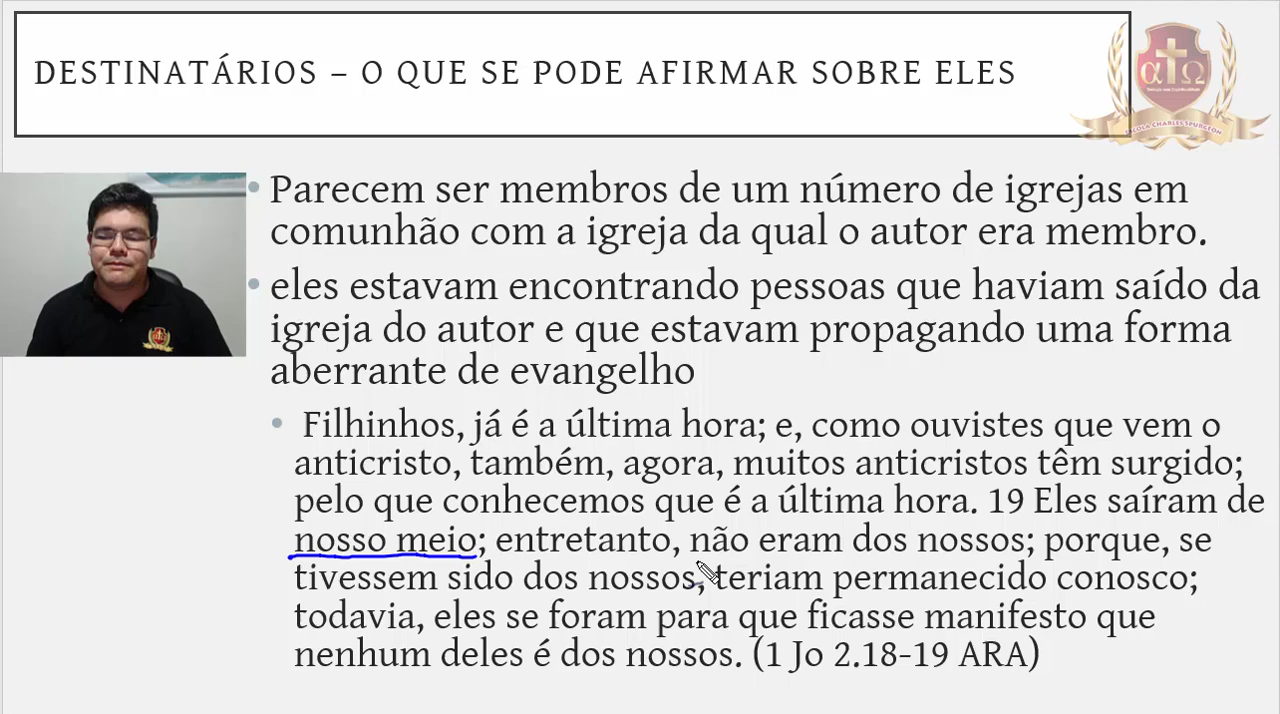 DESTINATÁRIOS – O QUE SE PODE AFIRMAR SOBRE ELES
α Ω
ESCOLA CHARLES SPURGEON
• Parecem ser membros de um número de igrejas em
comunhão com a igreja da qual o autor era membro.
• eles estavam encontrando pessoas que haviam saído da
igreja do autor e que estavam propagando uma forma
aberrante de evangelho
• Filhinhos, já é a última hora; e, como ouvistes que vem o
anticristo, também, agora, muitos anticristos têm surgido;
pelo que conhecemos que é a última hora. 19 Eles saíram de
nosso meio; entretanto, não eram dos nossos; porque, se
tivessem sido dos nossos, teriam permanecido conosco;
todavia, eles se foram para que ficasse manifesto que
nenhum deles é dos nossos. (1 Jo 2.18-19 ARA)